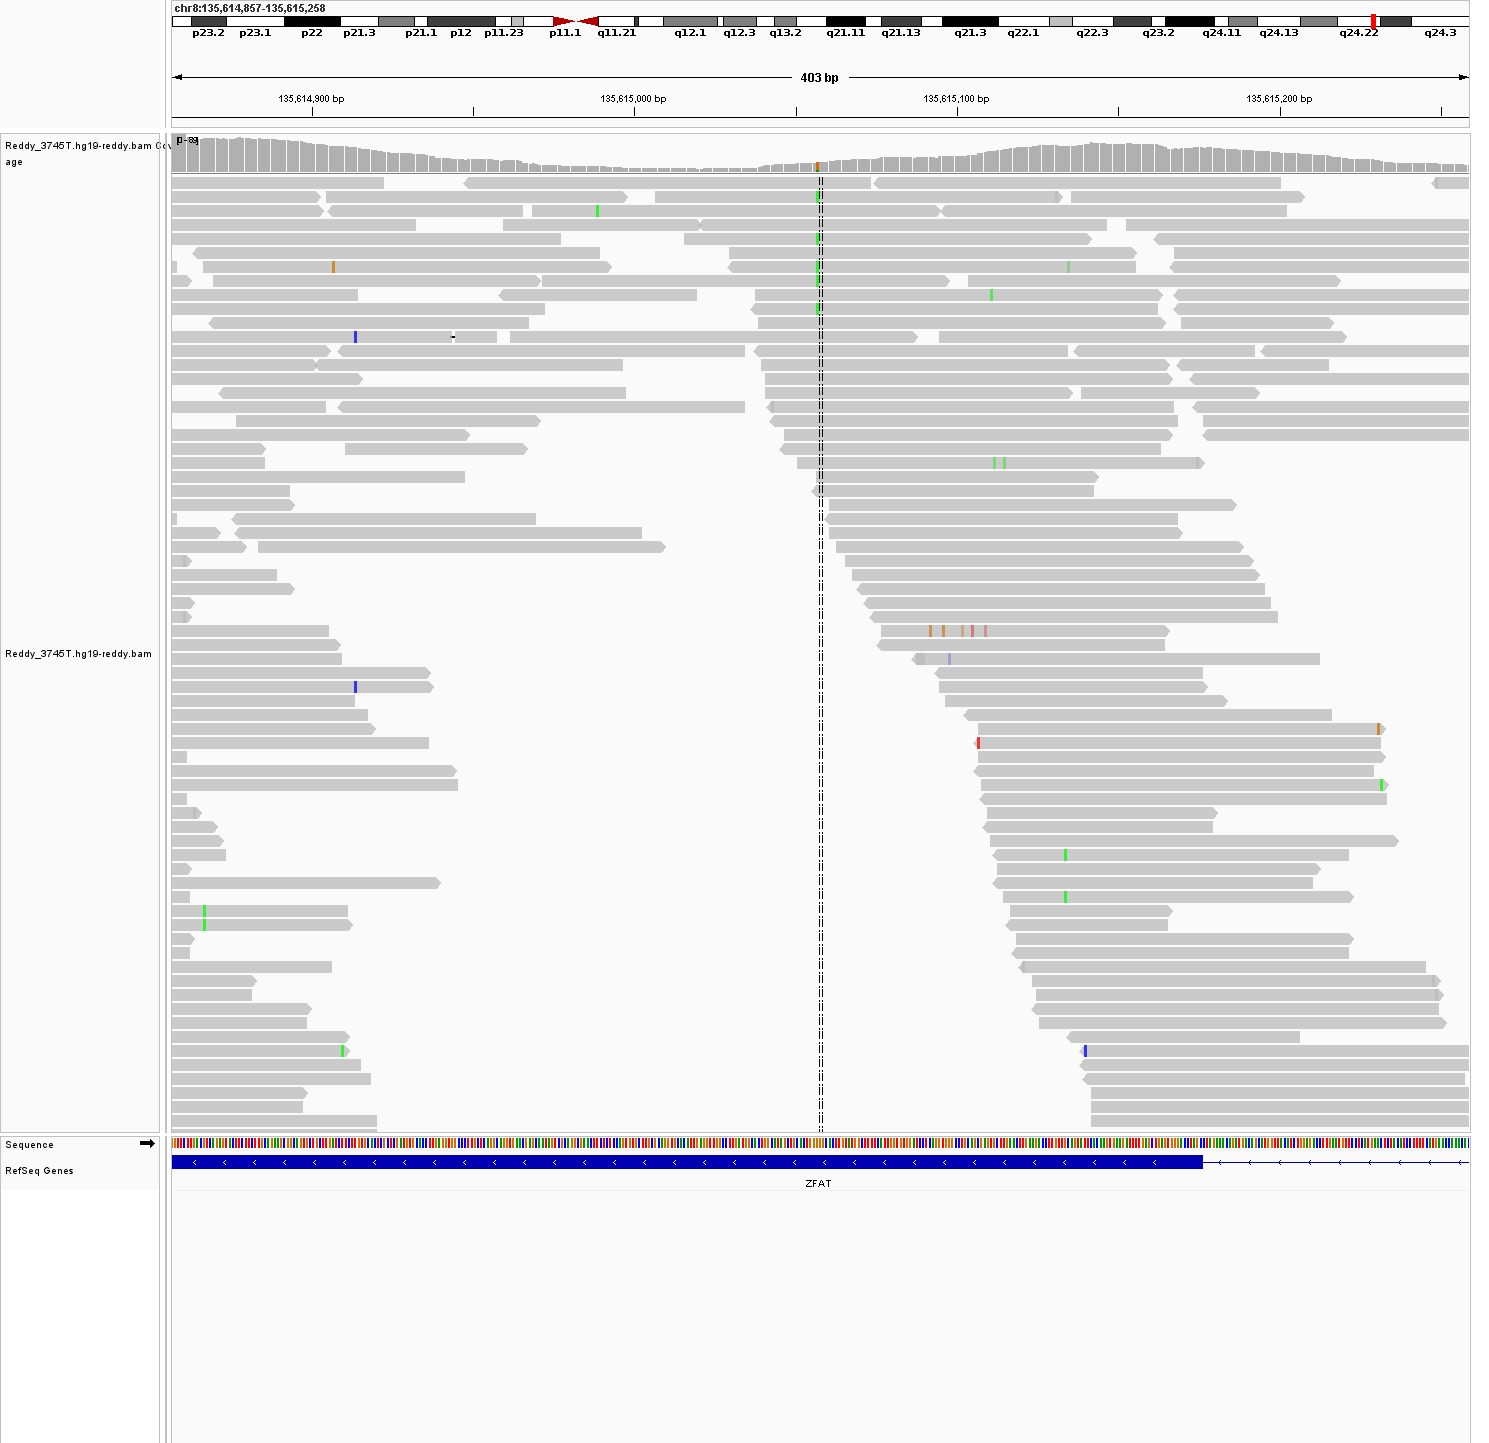 chr8:135,614,857-135,615,258
p23.2 p23.1 p22 p21.3 p21.1 p12 p11.23 p11.1 q11.21 q12.1 q12.3 q13.2 q21.11 q21.13 q21.3 q22.1 q22.3 q23.2 q24.11 q24.13 q24.22 q24.3
403 bp
135,614,900 bp 135,615,000 bp 135,615,100 bp 135,615,200 bp
Reddy_3745T.hg19-reddy.bam Cov
age
Reddy_3745T.hg19-reddy.bam
Sequence
RefSeq Genes
ZFAT